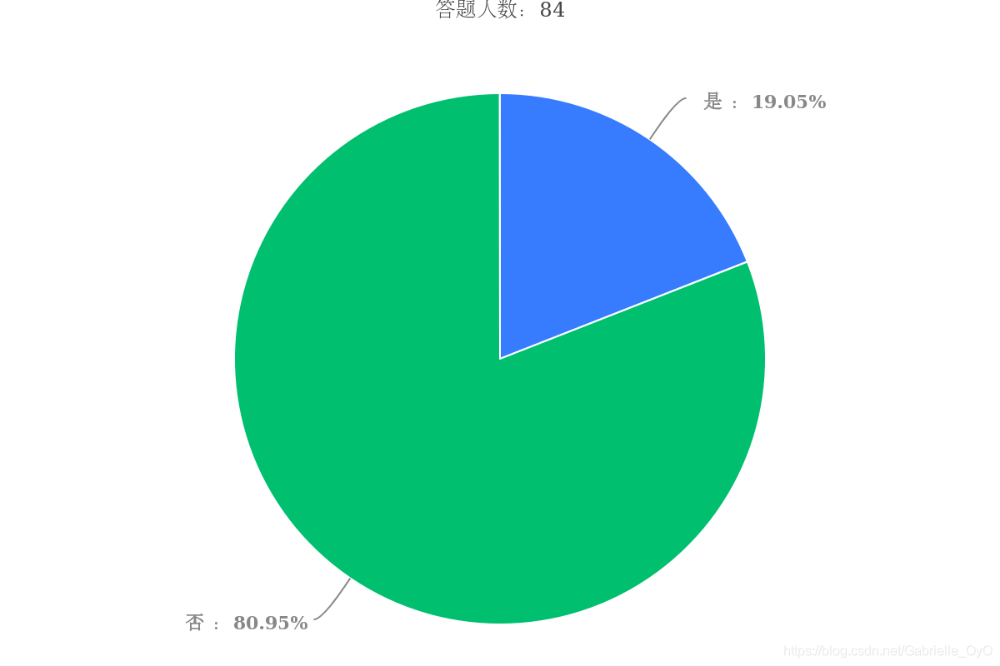 答题人数： 84
是 ： 19.05%
否 ： 80.95%
https://blog.csdn.net/Gabrielle_OyO